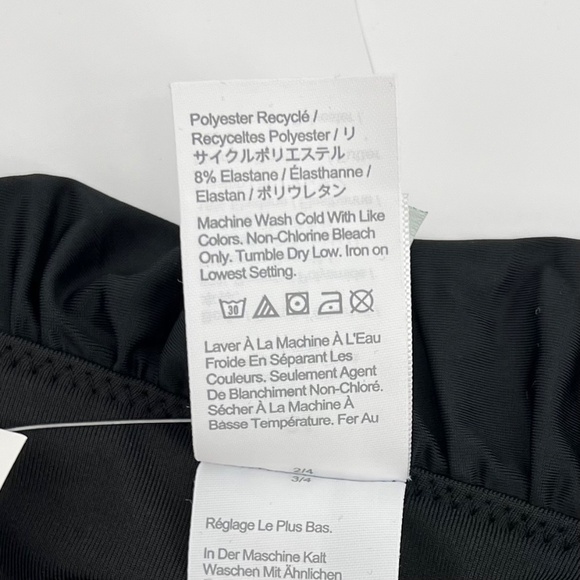 Polyester Recyclé /
Recyceltes Polyester / リ
サイクルポリエステル
8% Elastane / Élasthanne /
Elastan / ポリウレタン
Machine Wash Cold With Like
Colors. Non-Chlorine Bleach
Only. Tumble Dry Low. Iron on
Lowest Setting.
30
Laver À La Machine À L'Eau
Froide En Séparant Les
Couleurs. Seulement Agent
De Blanchiment Non-Chloré.
Sécher À La Machine À
Basse Température. Fer Au
2/4
3/4
Réglage Le Plus Bas.
In Der Maschine Kalt
Waschen Mit Ähnlichen